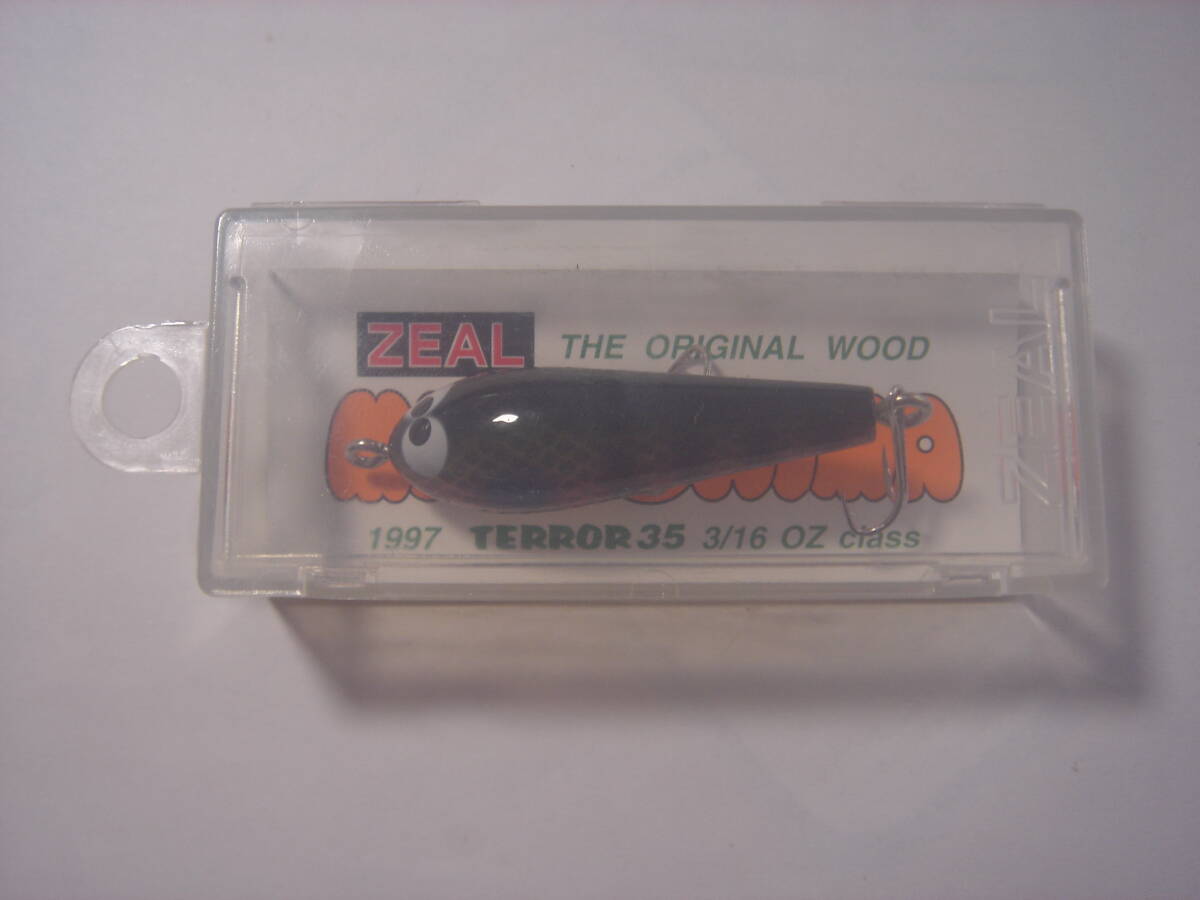 ZEAL
THE ORIGINAL WOOD
1997 TERROR 35 3/16 OZ class
ZEAL